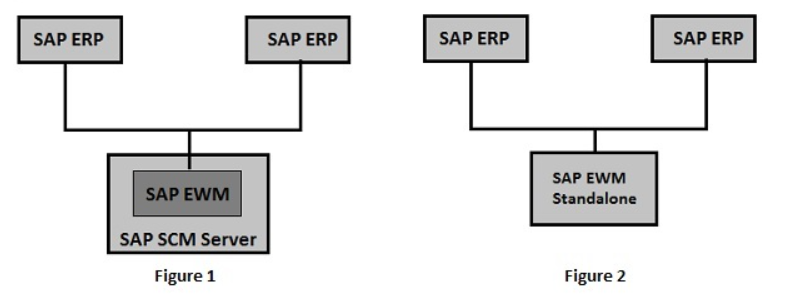 SAP ERP
SAP ERP
SAP EWM
SAP SCM Server
Figure 1
SAP ERP
SAP ERP
SAP EWM
Standalone
Figure 2